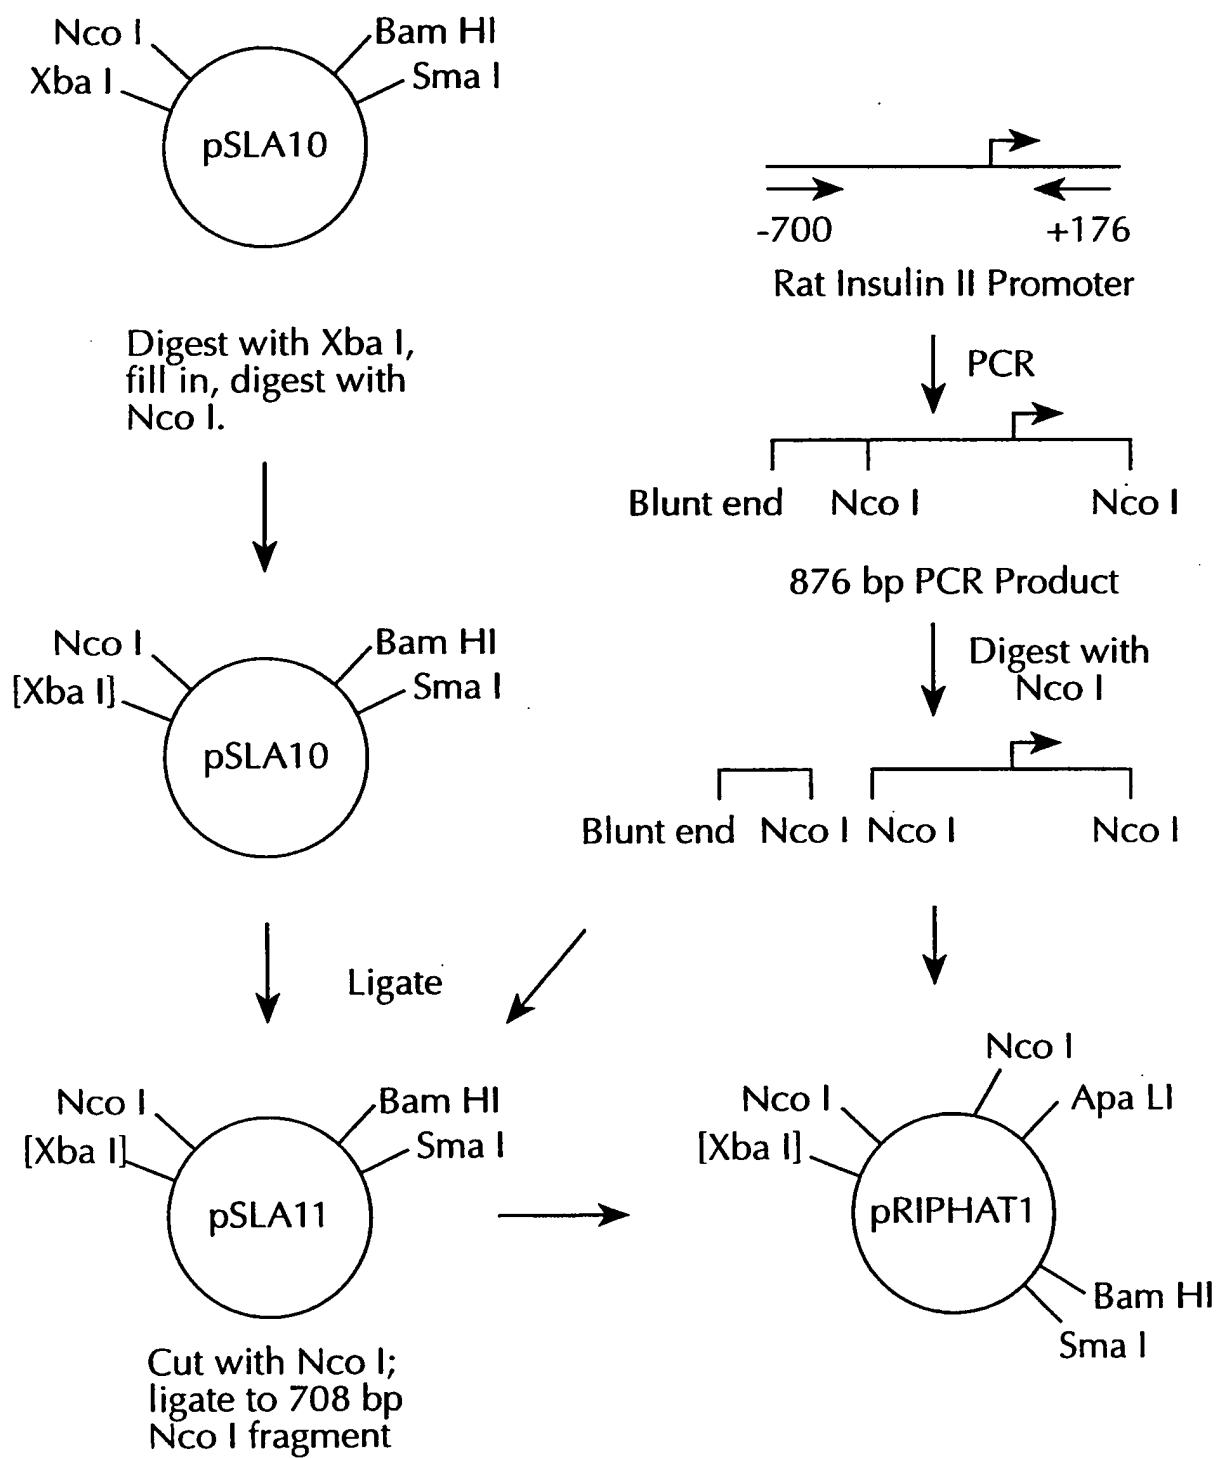 Nco I
Bam HI
Xba I
Sma I
pSLA10
-700
+176
Rat Insulin II Promoter
Digest with Xba I,
fill in, digest with
Nco I.
PCR
Blunt end
Nco I
Nco I
876 bp PCR Product
Digest with
Nco I
Nco I
Bam HI
[Xba I]
Sma I
pSLA10
Blunt end
Nco I
Nco I
Nco I
Ligate
Nco I
Bam HI
[Xba I]
Sma I
pSLA11
Nco I
Nco I
Apa LI
[Xba I]
pRIPHAT1
Bam HI
Sma I
Cut with Nco I;
ligate to 708 bp
Nco I fragment